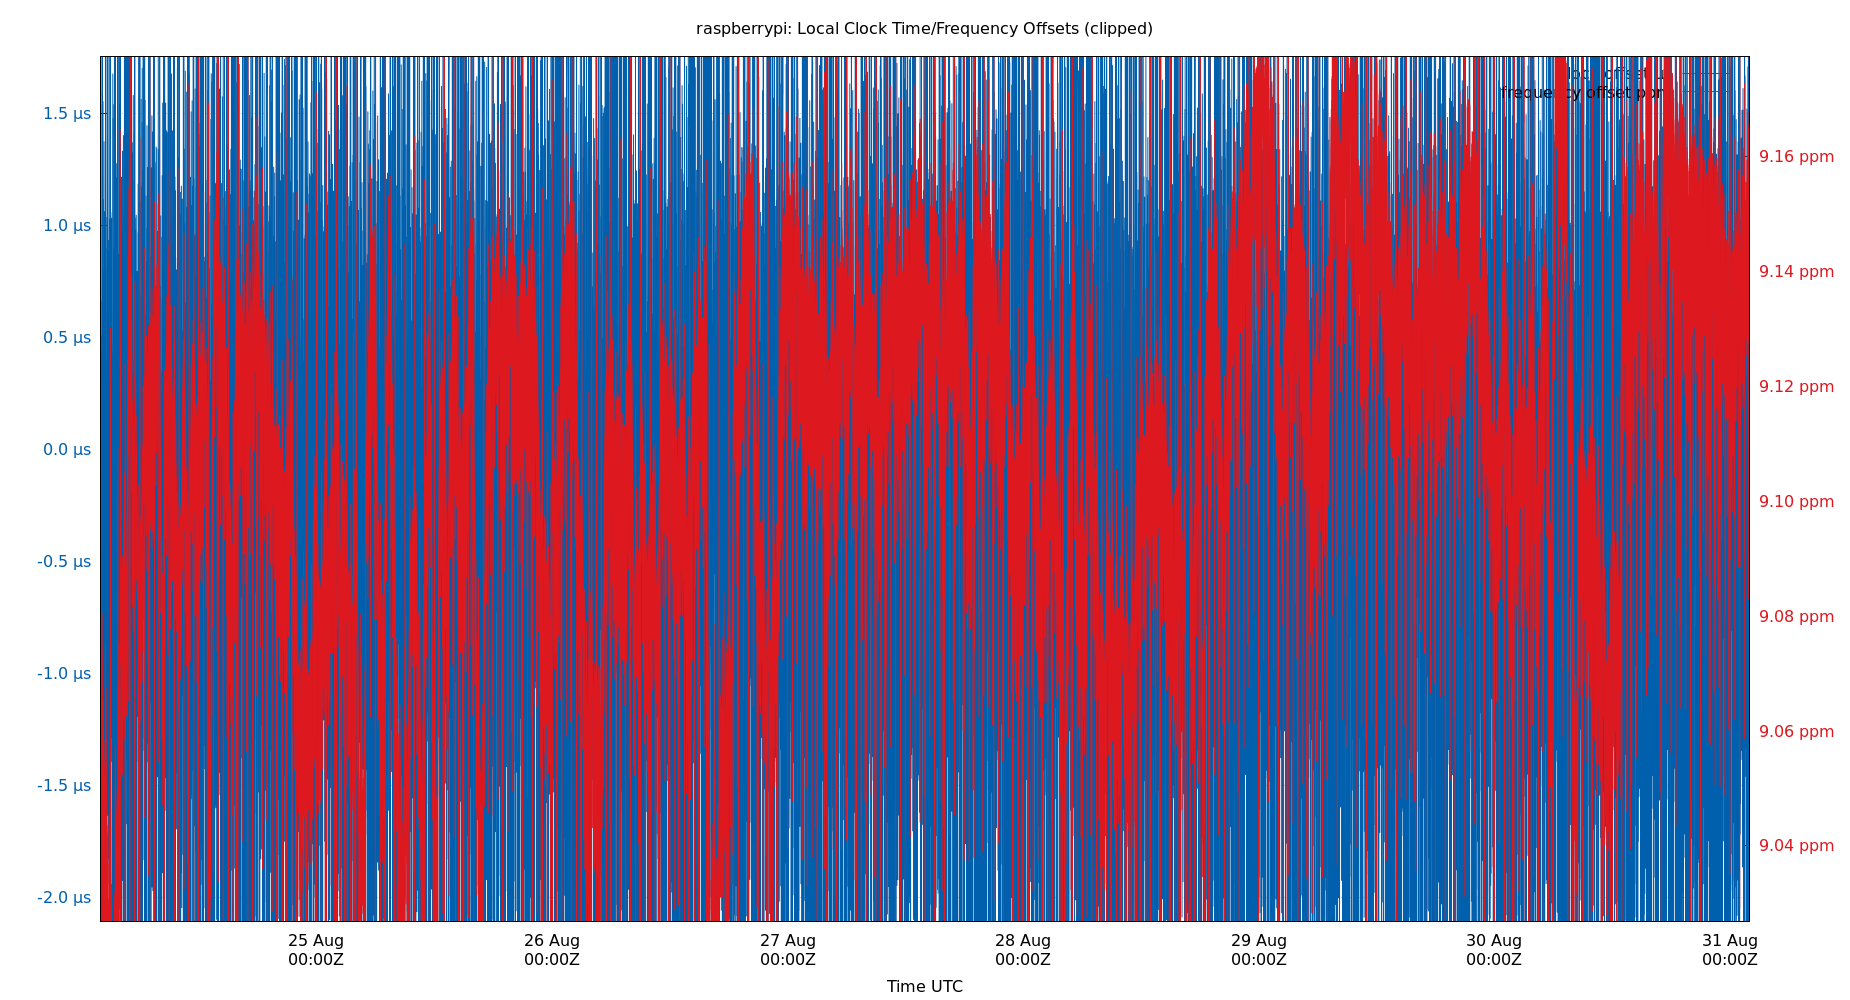 raspberrypi: Local Clock Time/Frequency Offsets (clipped)
frequency offset ppm
1.5 µs
1.0 µs
0.5 µs
0.0 µs
-0.5 µs
-1.0 µs
-1.5 µs
-2.0 µs
9.16 ppm
9.14 ppm
9.12 ppm
9.10 ppm
9.08 ppm
9.06 ppm
9.04 ppm
25 Aug 26 Aug 27 Aug 28 Aug 29 Aug 30 Aug 31 Aug
00:00Z 00:00Z 00:00Z 00:00Z 00:00Z 00:00Z 00:00Z
Time UTC